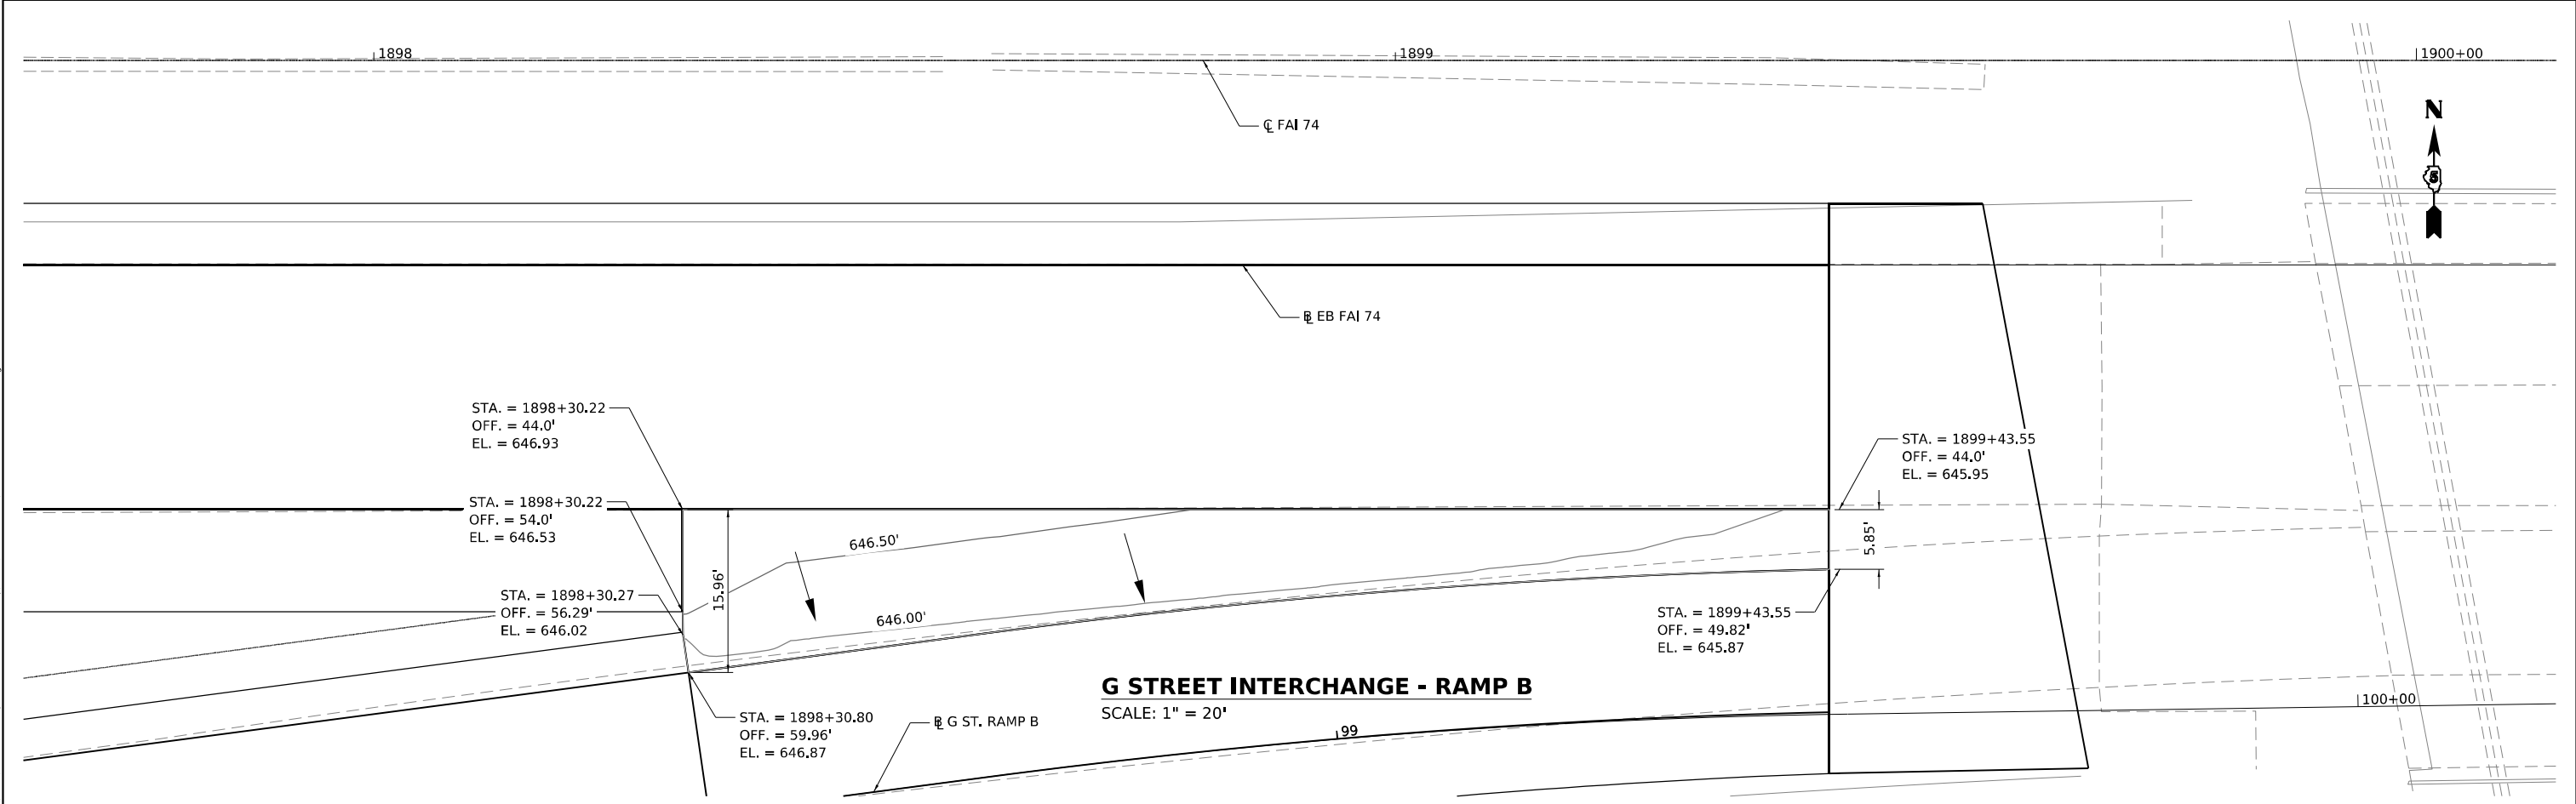 1898
1899
1900+00
℄ FAI 74
N
5
⅊ EB FAI 74
STA. = 1898+30.22
OFF. = 44.0'
EL. = 646.93
STA. = 1899+43.55
OFF. = 44.0'
EL. = 645.95
STA. = 1898+30.22
OFF. = 54.0'
EL. = 646.53
646.50'
5.85'
15.96'
STA. = 1898+30.27
OFF. = 56.29'
EL. = 646.02
646.00'
STA. = 1899+43.55
OFF. = 49.82'
EL. = 645.87
G STREET INTERCHANGE - RAMP B
SCALE: 1" = 20'
100+00
STA. = 1898+30.80
OFF. = 59.96'
EL. = 646.87
⅊ G ST. RAMP B
99